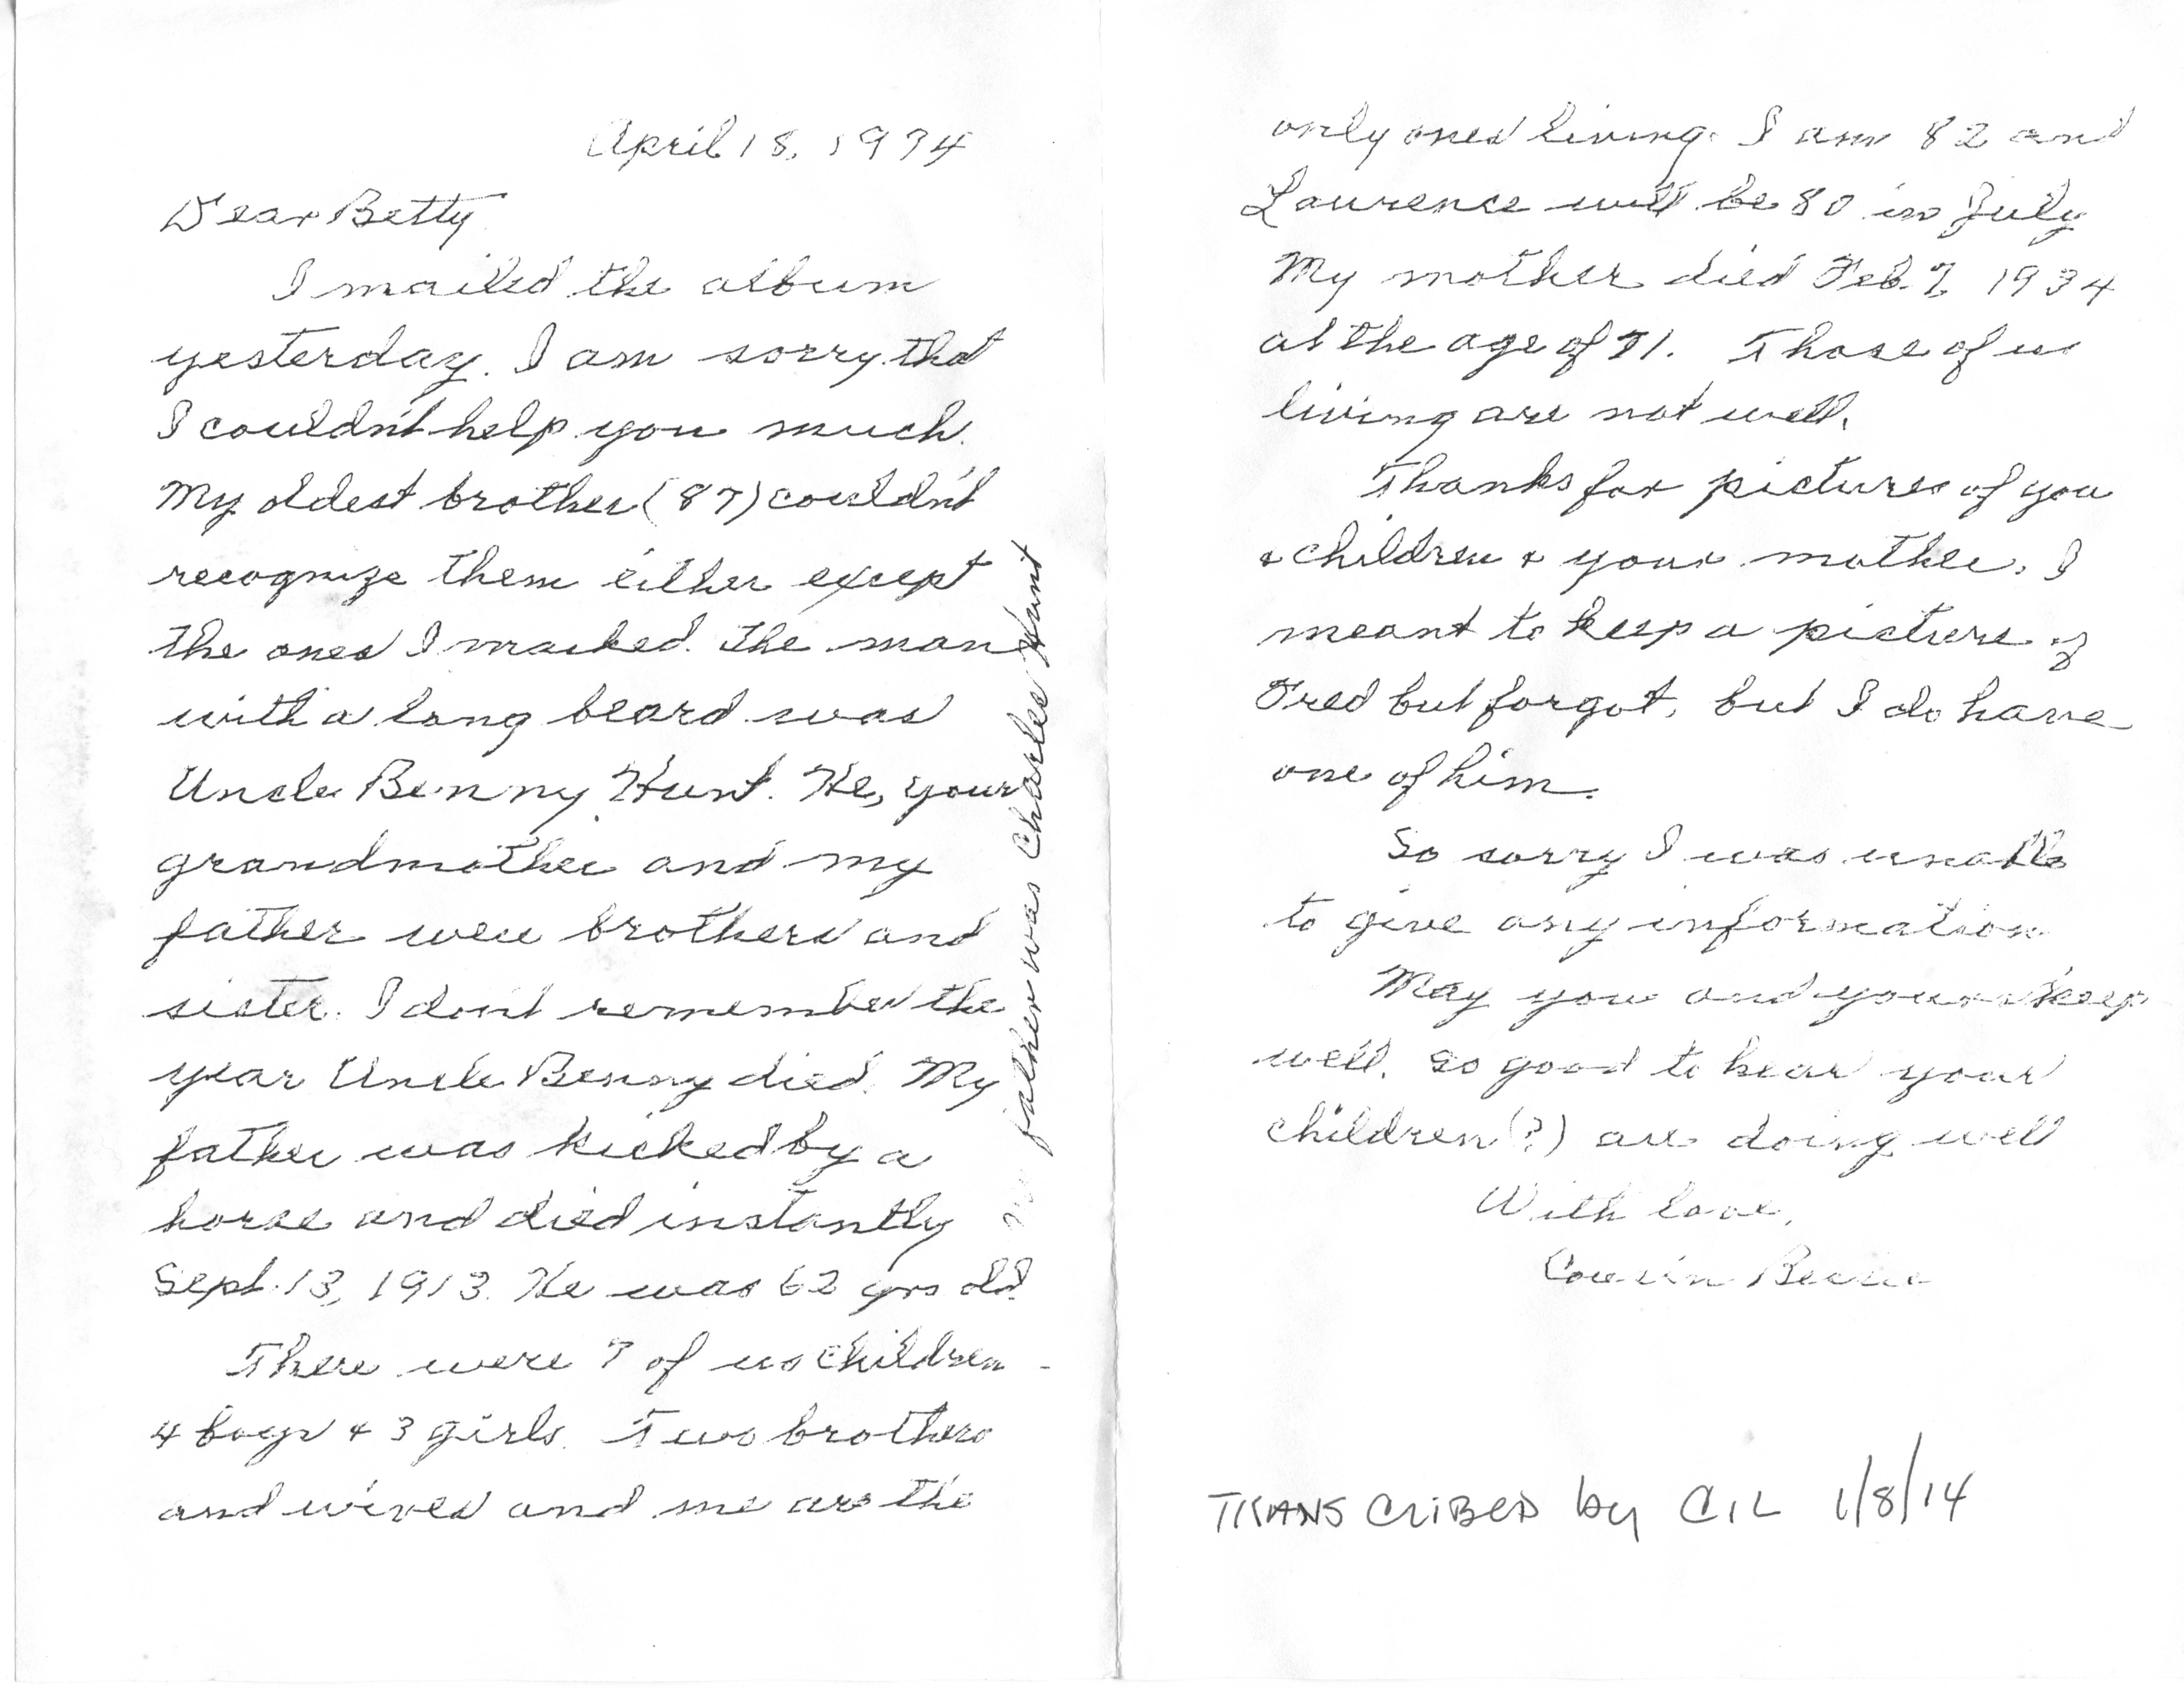 April 18, 1974
Dear Betty
I mailed the album
yesterday. I am sorry that
I couldn't help you much.
My oldest brother (87) couldn't
recognize them either except
the ones I marked. The man
with a long beard was
Uncle Benny Hunt. He, your
grandmother and my
father were brothers and
sister. I don't remember the
year Uncle Benny died. My
father was kicked by a
horse and died instantly
Sept. 13, 1913. He was 62 yrs old.
There were 7 of us children -
4 boys & 3 girls. Two brothers
and wives and me are the
My father was Charles Hunt
only ones living. I am 82 and
Laurence will be 80 in July
My mother died Feb. 7, 1934
at the age of 71. Those of us
living are not well.
Thanks for pictures of you
& children & your mother. I
meant to keep a picture of
Fred but forgot, but I do have
one of him.
So sorry I was unable
to give any information
May you and yours keep
well. So good to hear your
children (?) are doing well
With love,
Cousin
TRANSCRIBED by CIL 1/8/14